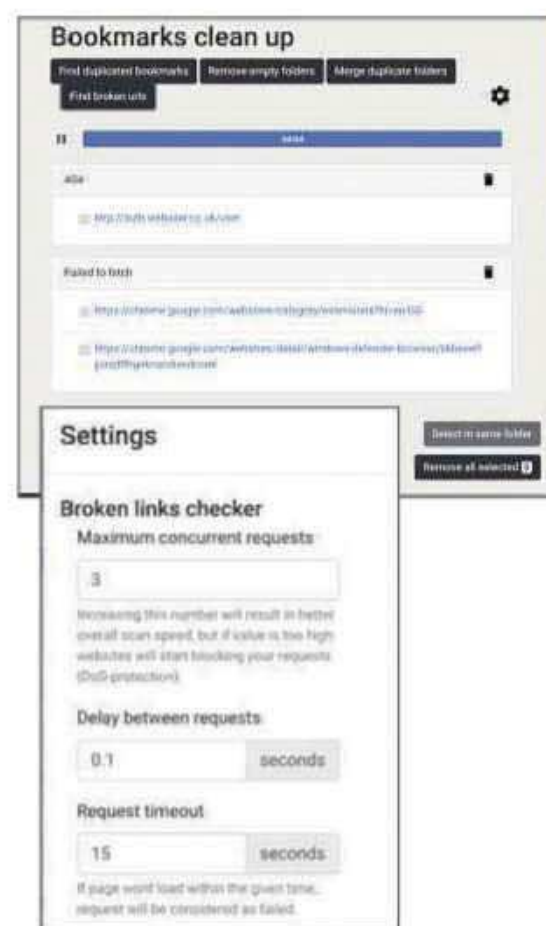 Bookmarks clean up
Find duplicated bookmarks
Remove empty folders
Merge duplicate folders
Find broken urls
404
Failed to fetch
Select in same folder
Remove all selected 0
Settings
Broken links checker
Maximum concurrent requests
3
Increasing this number will result in better
overall scan speed, but if value is too high
websites will start blocking your requests
(DoS-protection).
Delay between requests
0.1 seconds
Request timeout
15 seconds
If page wont load within the given time,
request will be considered as failed.